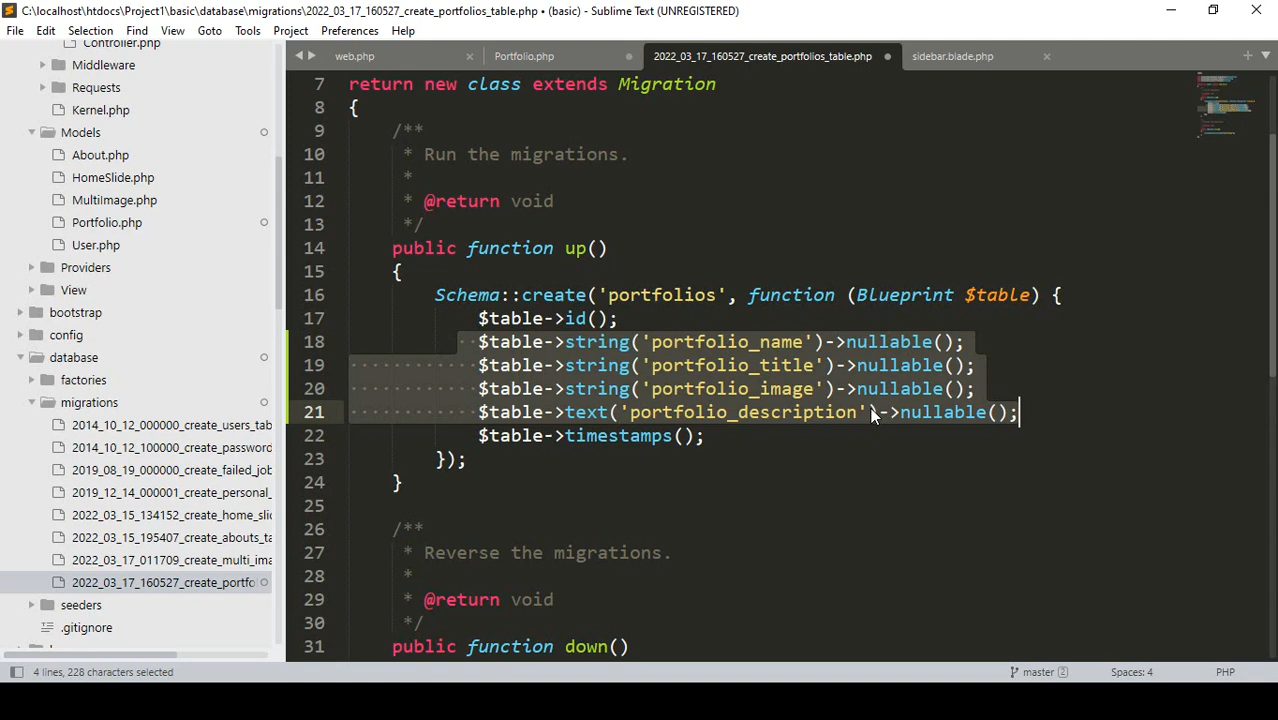 C:\localhost\htdocs\Project1\basic\database\migrations\2022_03_17_160527_create_portfolios_table.php • (basic) - Sublime Text (UNREGISTERED)
File Edit Selection Find View Goto Tools Project Preferences Help
Controller.php
Middleware
Requests
Kernel.php
Models
About.php
HomeSlide.php
MultiImage.php
Portfolio.php
User.php
Providers
View
bootstrap
config
database
factories
migrations
2014_10_12_000000_create_users_tab
2014_10_12_100000_create_password
2019_08_19_000000_create_failed_job
2019_12_14_000001_create_personal_
2022_03_15_134152_create_home_slic
2022_03_15_195407_create_abouts_ta
2022_03_17_011709_create_multi_ima
2022_03_17_160527_create_portfo
seeders
.gitignore
web.php Portfolio.php 2022_03_17_160527_create_portfolios_table.php sidebar.blade.php
7 return new class extends Migration
8 {
9 /**
10 * Run the migrations.
11 *
12 * @return void
13 */
14 public function up()
15 {
16 Schema::create('portfolios', function (Blueprint $table) {
17 $table->id();
18 $table->string('portfolio_name')->nullable();
19 $table->string('portfolio_title')->nullable();
20 $table->string('portfolio_image')->nullable();
21 $table->text('portfolio_description')->nullable();
22 $table->timestamps();
23 });
24 }
25
26 /**
27 * Reverse the migrations.
28 *
29 * @return void
30 */
31 public function down()
4 lines, 228 characters selected master 2 Spaces: 4 PHP